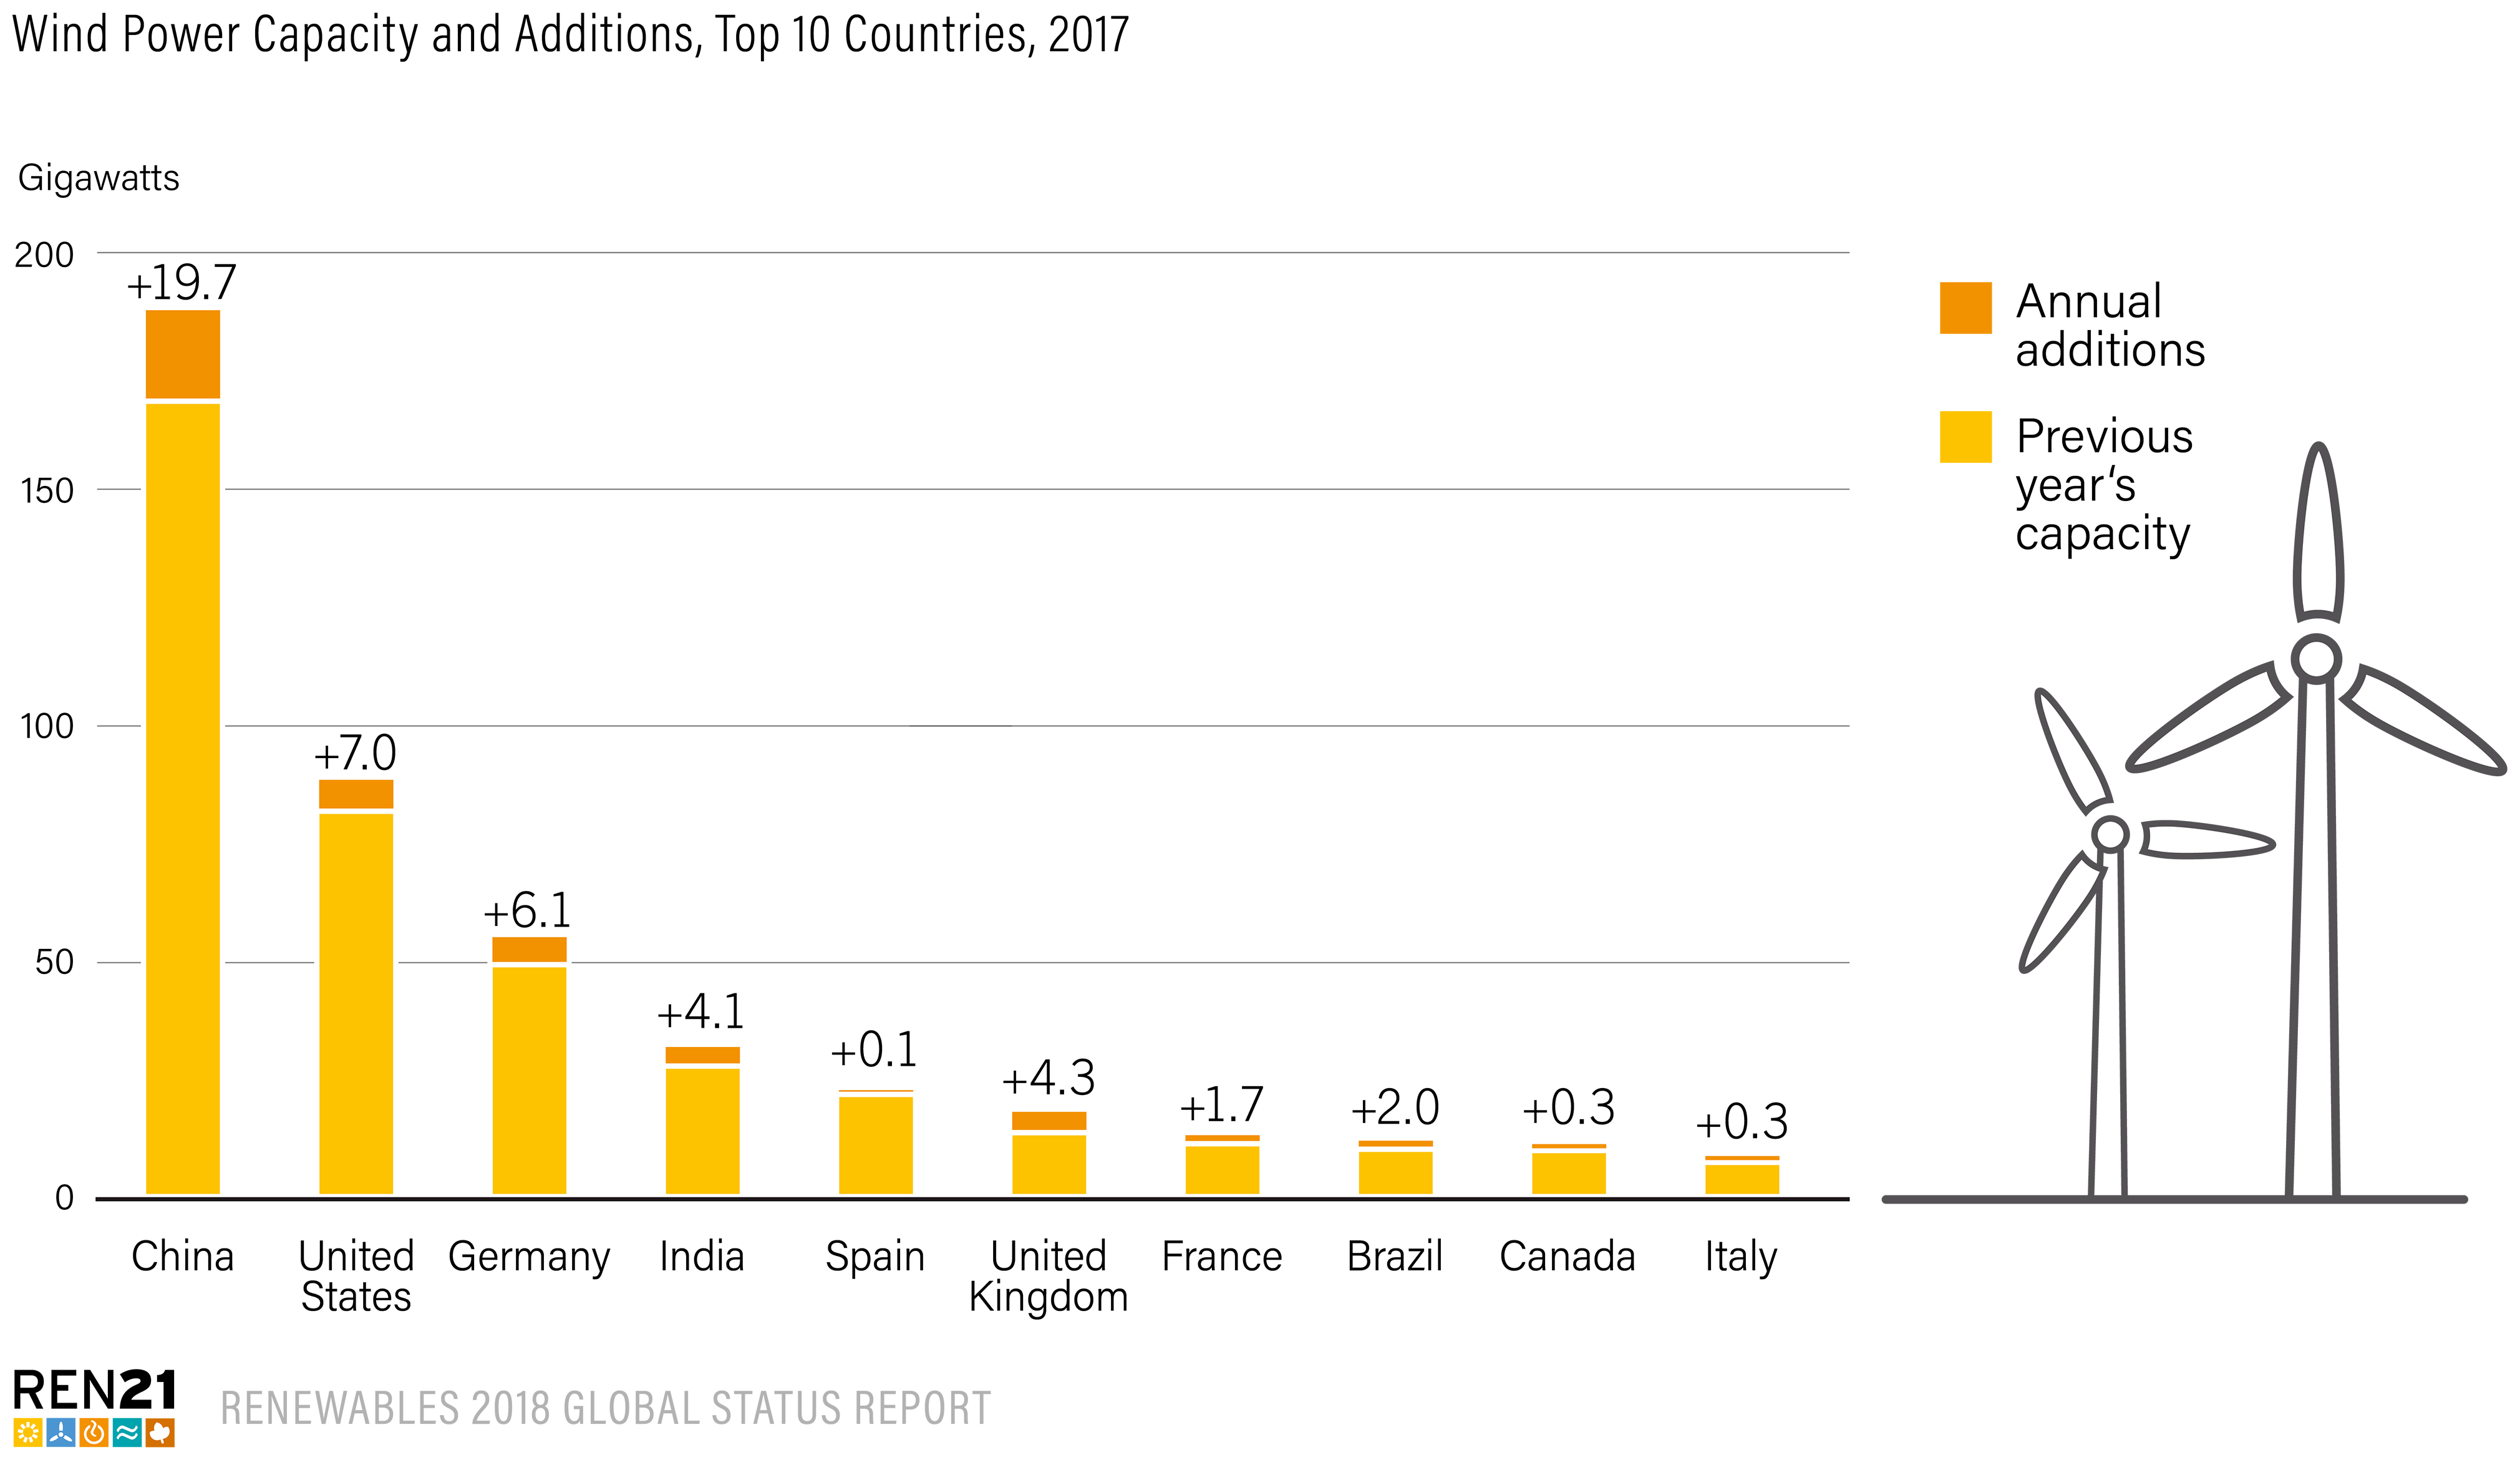 Wind Power Capacity and Additions, Top 10 Countries, 2017
Gigawatts
200
150
100
50
0
+19.7
+7.0
+6.1
+4.1
+0.1
+4.3
+1.7
+2.0
+0.3
+0.3
China
United
States
Germany
India
Spain
United
Kingdom
France
Brazil
Canada
Italy
Annual
additions
Previous
year‘s
capacity
REN21
RENEWABLES 2018 GLOBAL STATUS REPORT